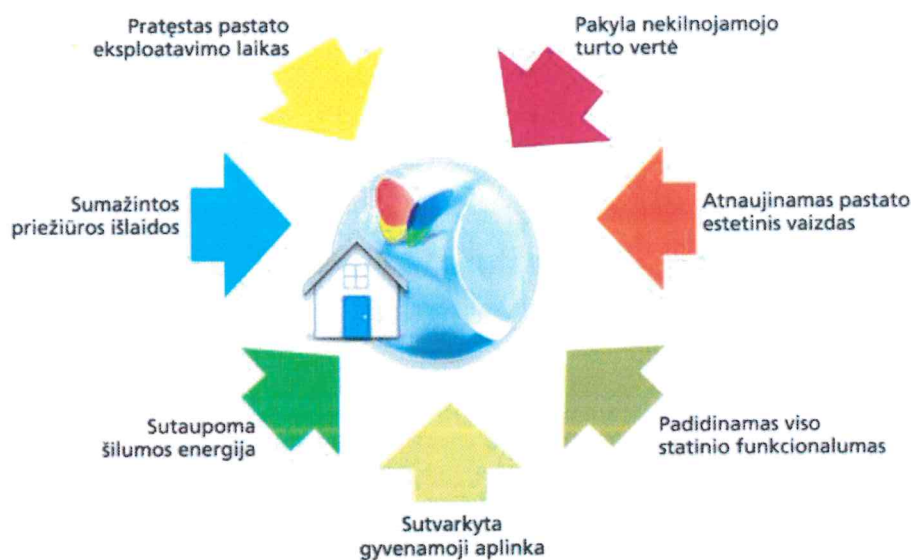 Pratęstas pastato
eksploatavimo laikas
Pakyla nekilnojamojo
turto vertė
Sumažintos
priežiūros išlaidos
Atnaujinamas pastato
estetinis vaizdas
Sutaupoma
šilumos energija
Padidinamas viso
statinio funkcionalumas
Sutvarkyta
gyvenamoji aplinka